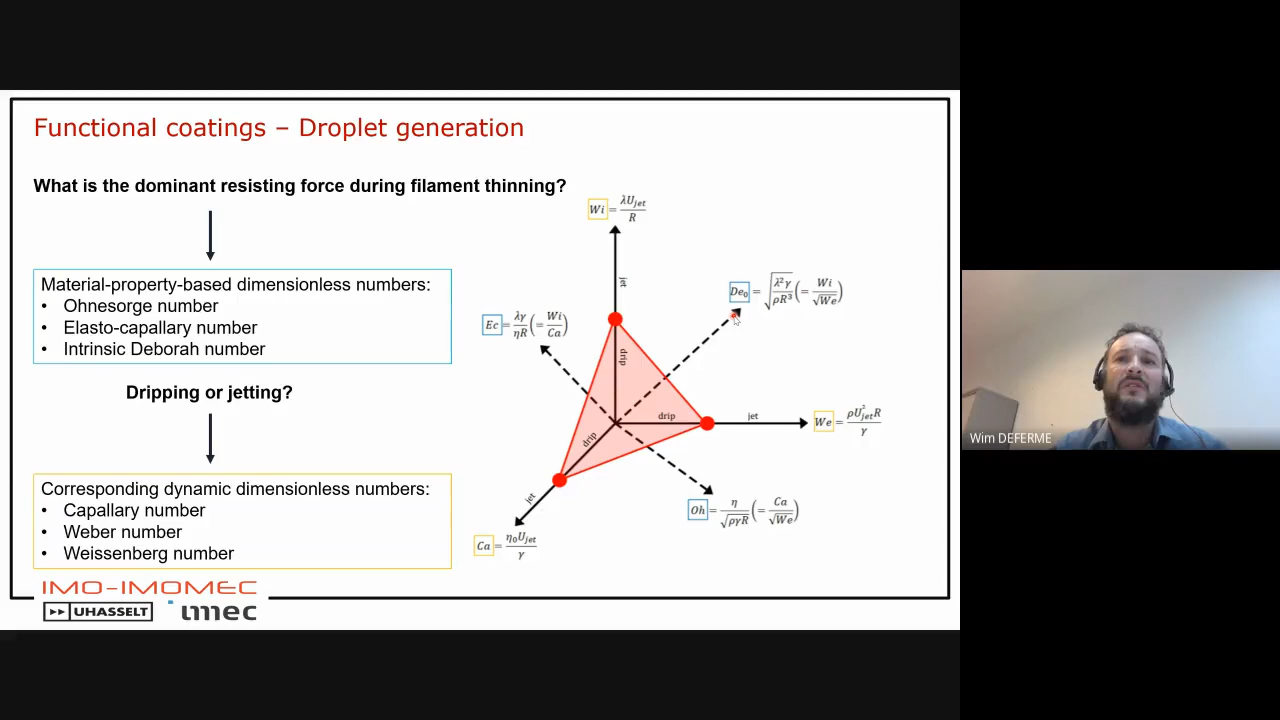 Functional coatings – Droplet generation
What is the dominant resisting force during filament thinning?
Material-property-based dimensionless numbers:
• Ohnesorge number
• Elasto-capallary number
• Intrinsic Deborah number
Dripping or jetting?
Corresponding dynamic dimensionless numbers:
• Capallary number
• Weber number
• Weissenberg number
IMO-IMOMEC
UHASSELT
imec
Wi = λU_jet / R
jet
De₀ = √(λ²γ / ρR³) (= Wi / √We)
Ec = λγ / ηR (= Wi / Ca)
drip
drip
jet
We = ρU²_jet R / γ
drip
jet
Oh = η / √(ργR) (= Ca / √We)
Ca = η₀U_jet / γ
Wim DEFERME